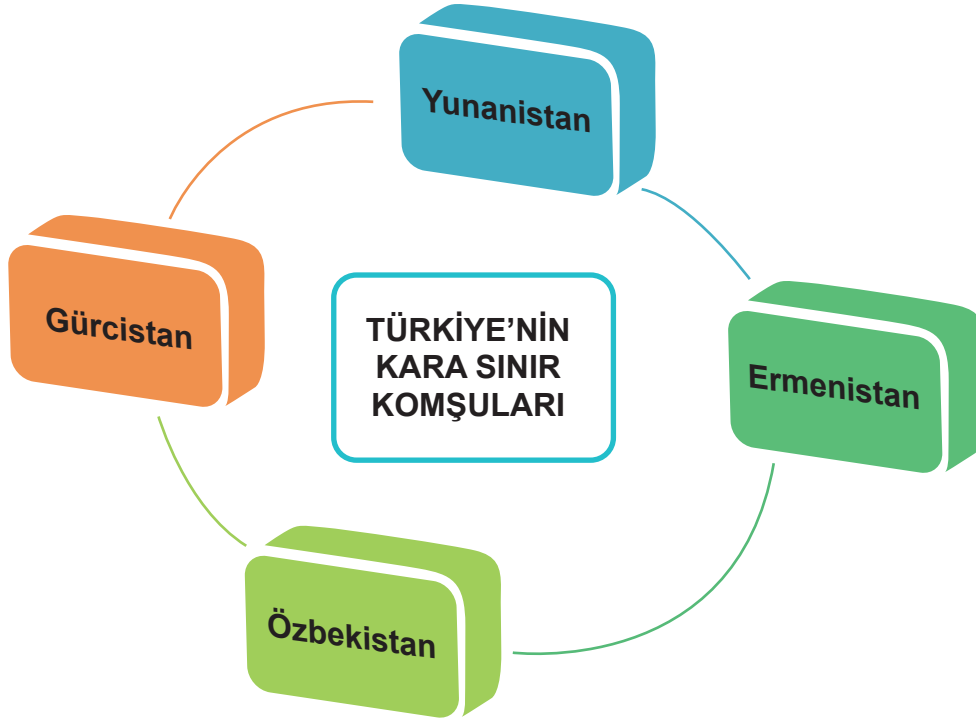 Yunanistan
Gürcistan
TÜRKİYE’NİN
KARA SINIR
KOMŞULARI
Ermenistan
Özbekistan